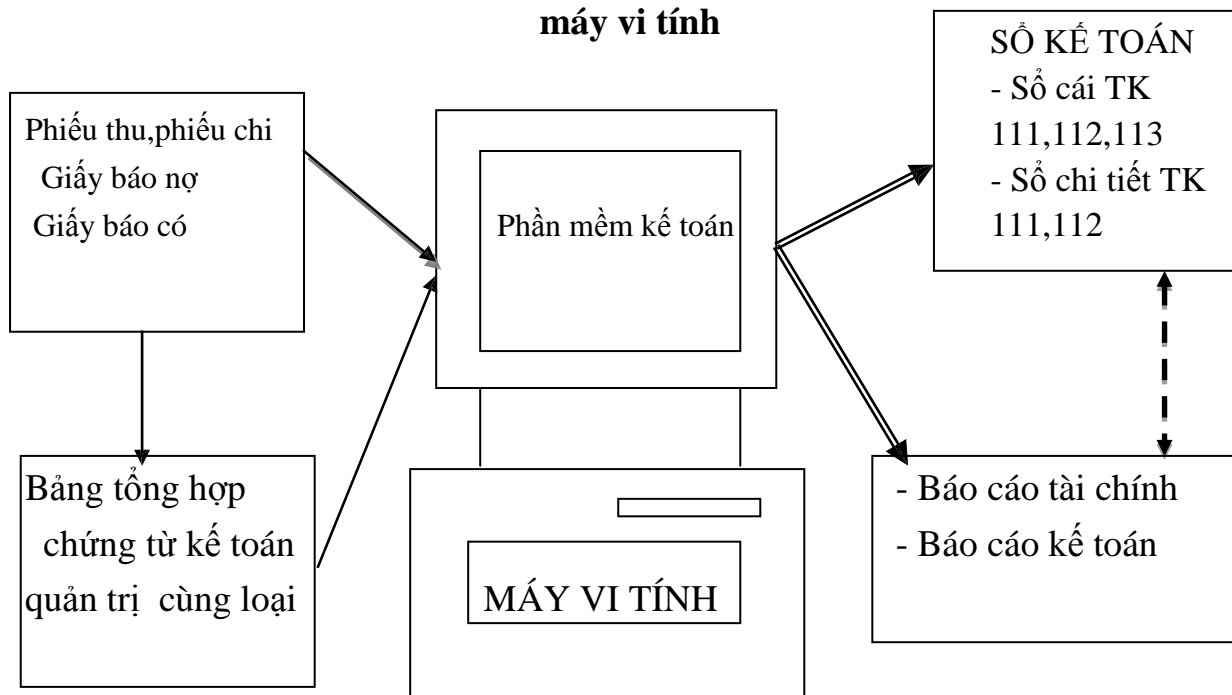 máy vi tính
Phiếu thu,phiếu chi
Giấy báo nợ
Giấy báo có
Phần mềm kế toán
SỔ KẾ TOÁN
- Sổ cái TK
111,112,113
- Sổ chi tiết TK
111,112
Bảng tổng hợp
chứng từ kế toán
quản trị cùng loại
MÁY VI TÍNH
- Báo cáo tài chính
- Báo cáo kế toán